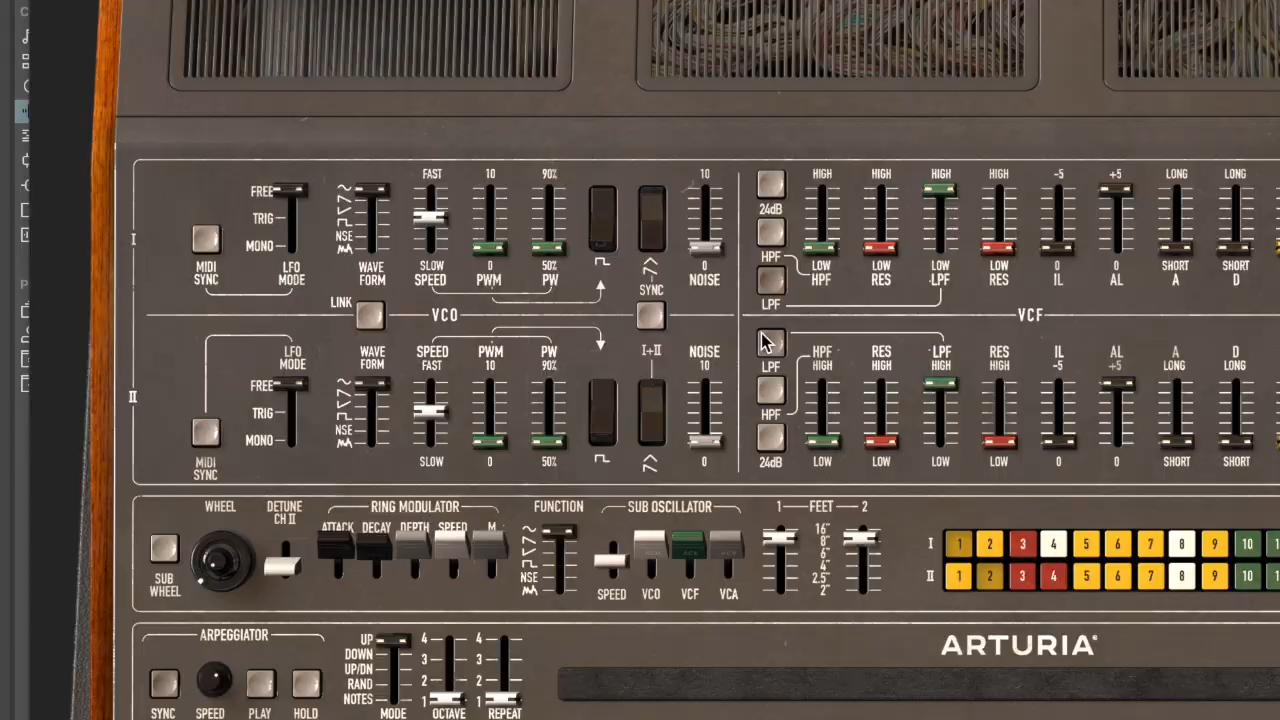 FAST 10 90% 10 HIGH HIGH HIGH HIGH -5 +5 LONG LONG
FREE
24dB
TRIG
I
NSE
MONO
HPF
MIDI SYNC
LFO MODE
WAVE FORM
SLOW SPEED
0 PWM
50% PW
SYNC
0 NOISE
LPF
LOW HPF
LOW RES
LOW LPF
LOW RES
0 IL
0 AL
SHORT A
SHORT D
LINK
VCO
VCF
LFO MODE
WAVE FORM
SPEED FAST
PWM 10
PW 90%
I+II
NOISE 10
LPF
HPF HIGH
RES HIGH
LPF HIGH
RES HIGH
IL -5
AL +5
A LONG
D LONG
FREE
II
TRIG
HPF
NSE
MONO
MIDI SYNC
SLOW 0 50% 0 24dB LOW LOW LOW LOW 0 0 SHORT SHORT
WHEEL
DETUNE CH II
RING MODULATOR
FUNCTION
SUB OSCILLATOR
1 FEET 2
ATTACK DECAY DEPTH SPEED M
16"
8"
6"
4"
2.5"
2"
I 1 2 3 4 5 6 7 8 9 10
II 1 2 3 4 5 6 7 8 9 10
NSE
SUB WHEEL
SPEED VCO VCF VCA
ARPEGGIATOR
UP
DOWN
UP/DN
RAND
NOTES
4
3
2
1
4
3
2
1
ARTURIA
SYNC SPEED PLAY HOLD MODE OCTAVE REPEAT